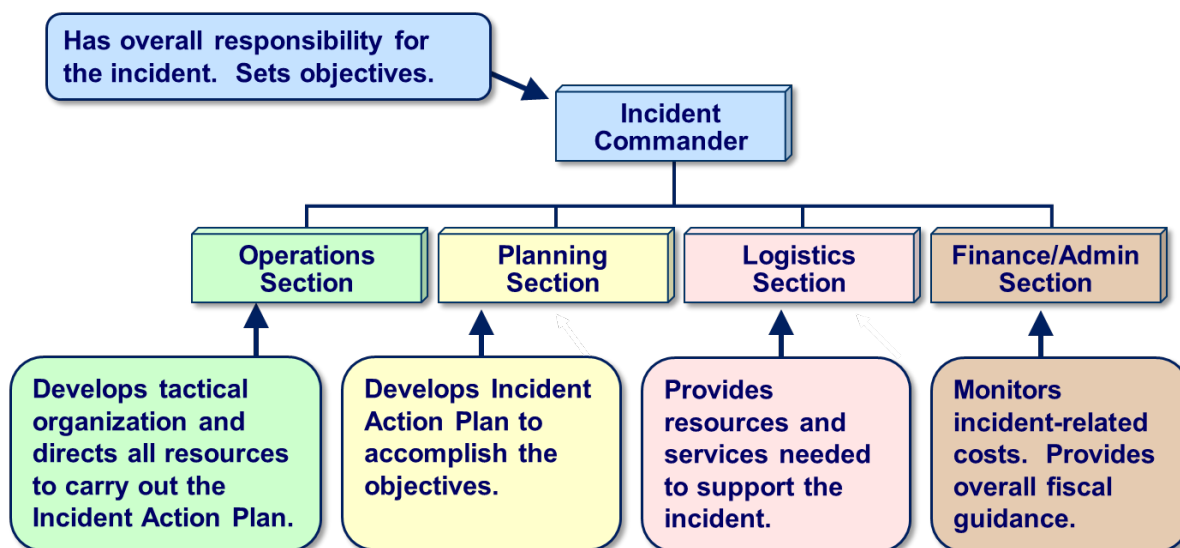 Has overall responsibility for
the incident.  Sets objectives.
Incident
Commander
Operations
Section
Planning
Section
Logistics
Section
Finance/Admin
Section
Develops tactical
organization and
directs all resources
to carry out the
Incident Action Plan.
Develops Incident
Action Plan to
accomplish the
objectives.
Provides
resources and
services needed
to support the
incident.
Monitors
incident-related
costs.  Provides
overall fiscal
guidance.